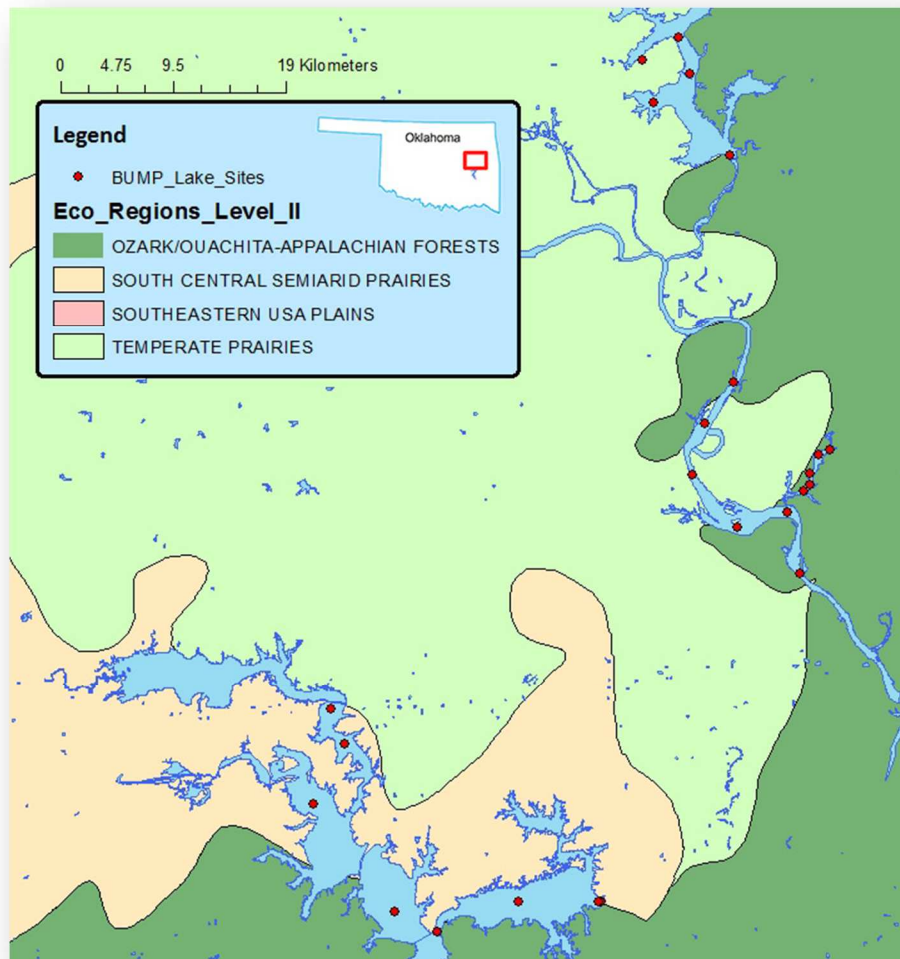 0 4.75 9.5 19 Kilometers
Legend
Oklahoma
BUMP_Lake_Sites
Eco_Regions_Level_II
OZARK/OUACHITA-APPALACHIAN FORESTS
SOUTH CENTRAL SEMIARID PRAIRIES
SOUTHEASTERN USA PLAINS
TEMPERATE PRAIRIES